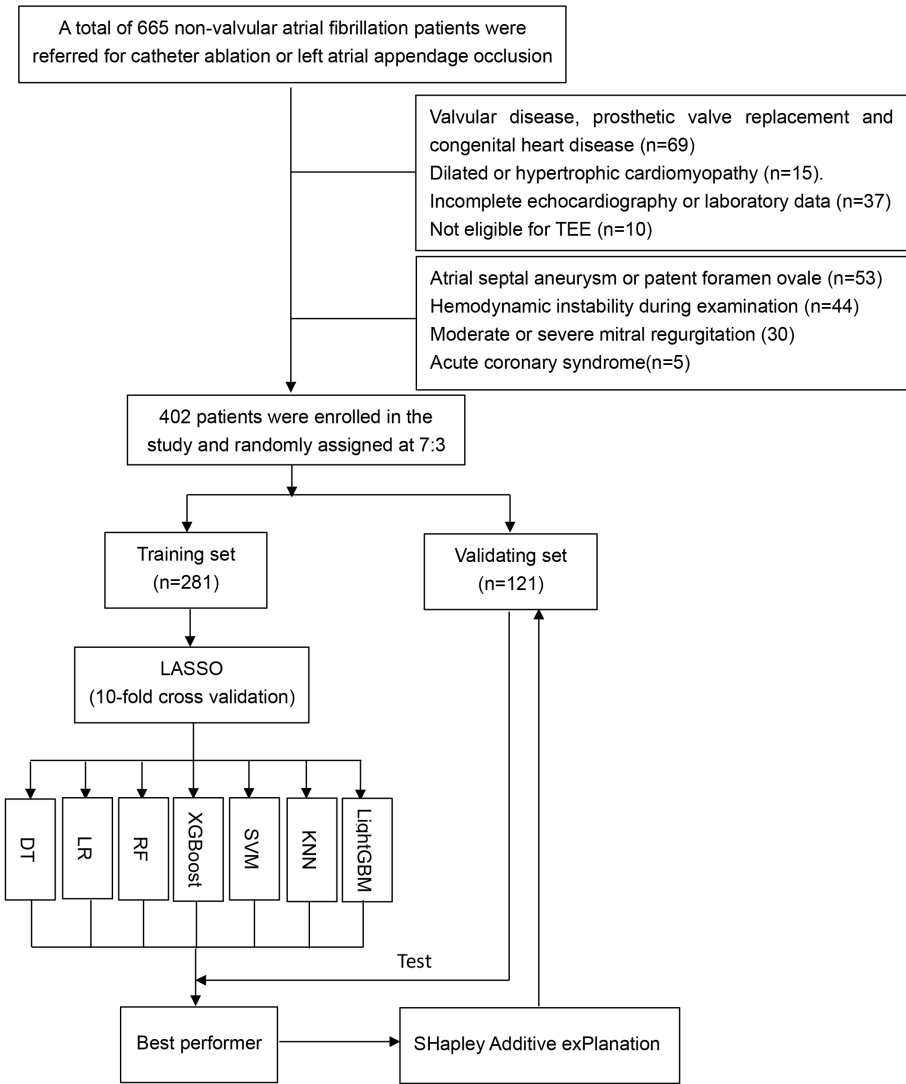 A total of 665 non-valvular atrial fibrillation patients were
referred for catheter ablation or left atrial appendage occlusion
Valvular disease, prosthetic valve replacement and
congenital heart disease (n=69)
Dilated or hypertrophic cardiomyopathy (n=15).
Incomplete echocardiography or laboratory data (n=37)
Not eligible for TEE (n=10)
Atrial septal aneurysm or patent foramen ovale (n=53)
Hemodynamic instability during examination (n=44)
Moderate or severe mitral regurgitation (30)
Acute coronary syndrome(n=5)
402 patients were enrolled in the
study and randomly assigned at 7:3
Training set
(n=281)
Validating set
(n=121)
LASSO
(10-fold cross validation)
DT
LR
RF
XGBoost
SVM
KNN
LightGBM
Test
Best performer
SHapley Additive exPlanation